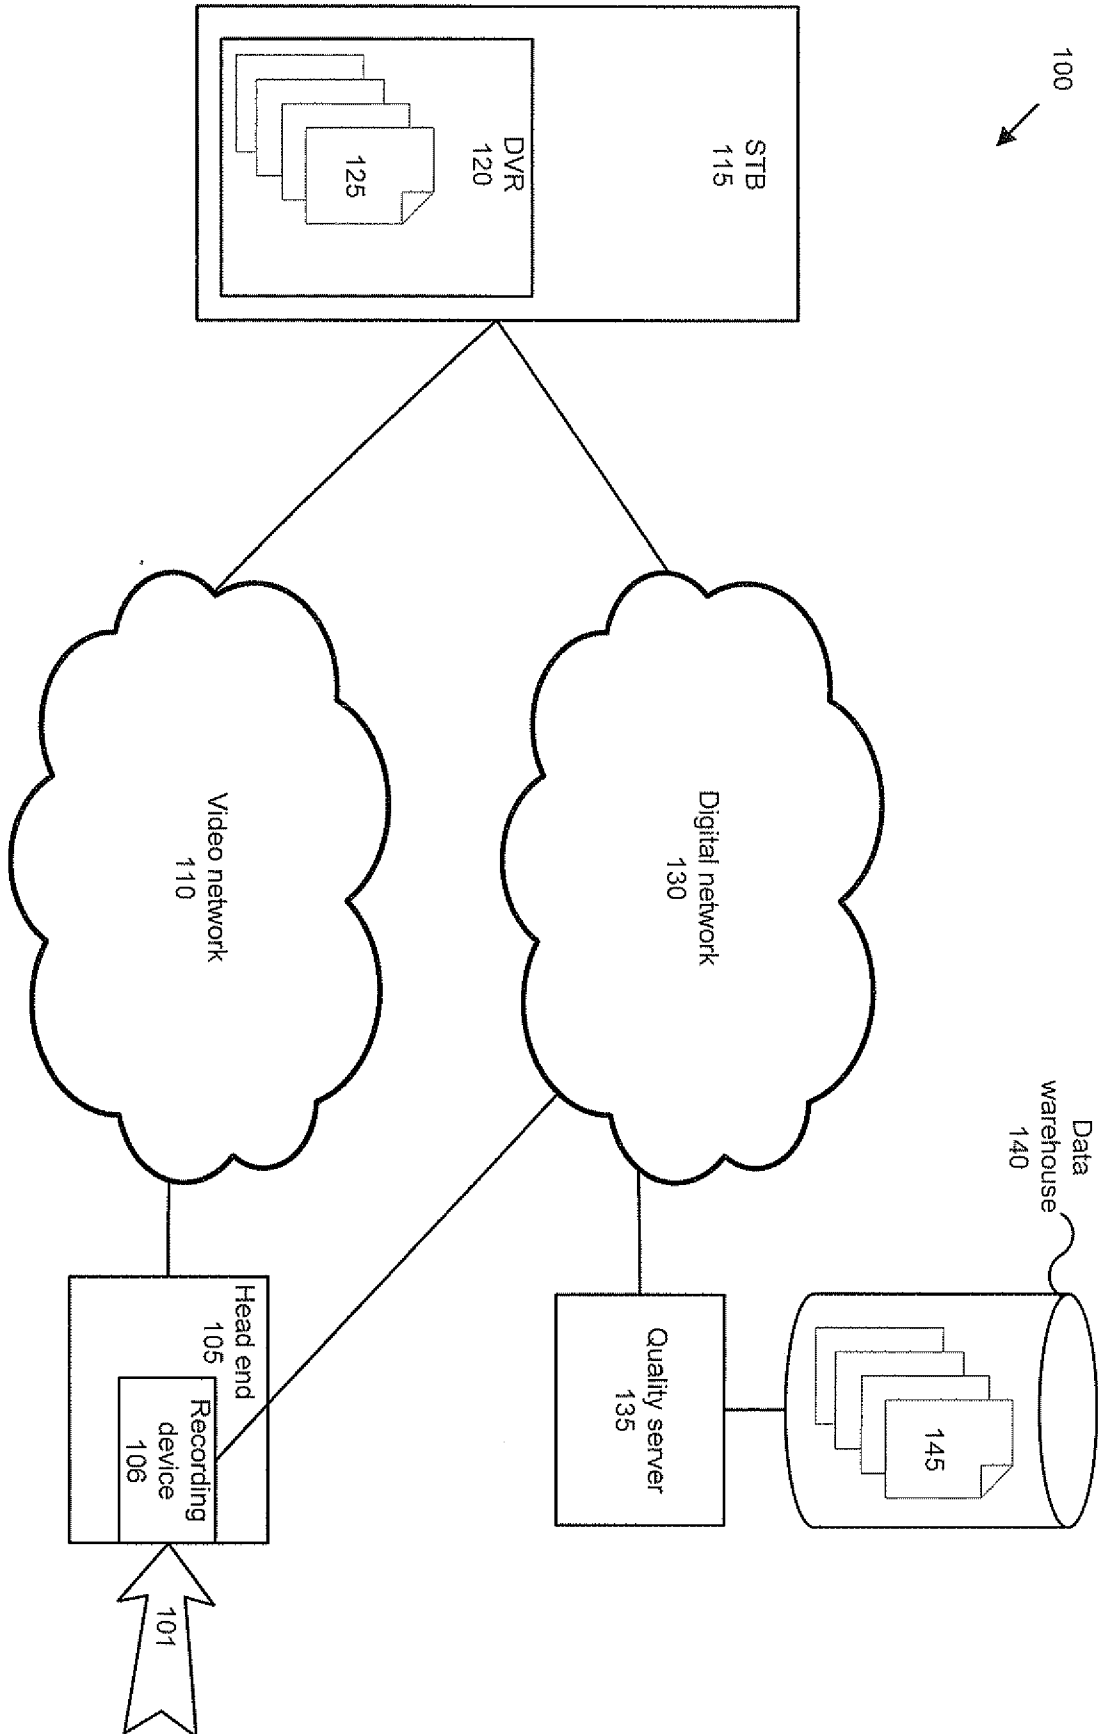 100
STB
115
DVR
120
125
Data
warehouse
140
145
Digital network
130
Quality server
135
Video network
110
Head end
105
Recording
device
106
101